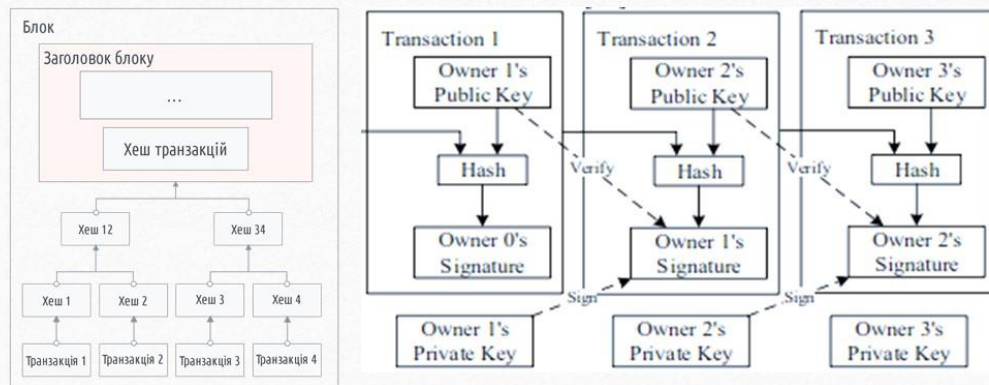 Блок
Заголовок блоку
...
Хеш транзакцій
Хеш 12
Хеш 34
Хеш 1
Хеш 2
Хеш 3
Хеш 4
Транзакція 1
Транзакція 2
Транзакція 3
Транзакція 4
Transaction 1
Owner 1's
Public Key
Hash
Owner 0's
Signature
Verify
Transaction 2
Owner 2's
Public Key
Hash
Owner 1's
Signature
Verify
Transaction 3
Owner 3's
Public Key
Hash
Owner 2's
Signature
Sign
Sign
Owner 1's
Private Key
Owner 2's
Private Key
Owner 3's
Private Key